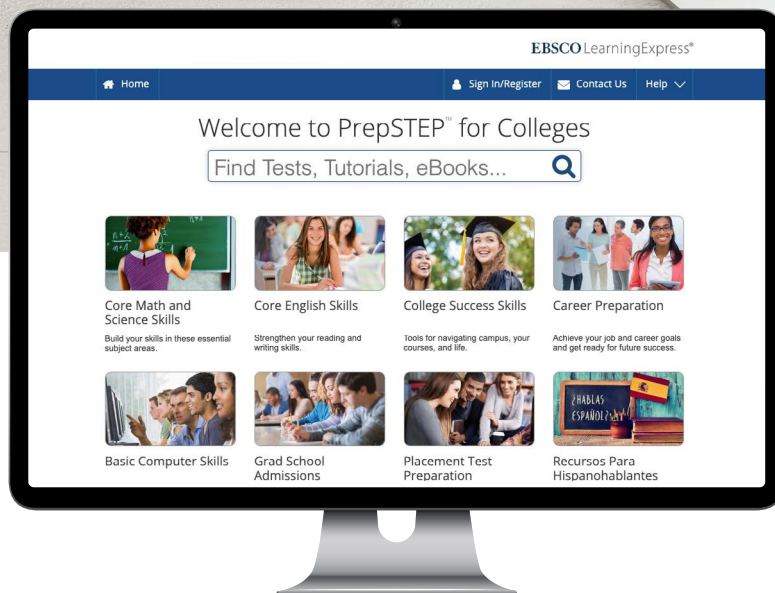 EBSCO LearningExpress®
Home
Sign In/Register
Contact Us
Help
Welcome to PrepSTEP™ for Colleges
Find Tests, Tutorials, eBooks...
Core Math and
Science Skills
Build your skills in these essential
subject areas.
Core English Skills
Strengthen your reading and
writing skills.
College Success Skills
Tools for navigating campus, your
courses, and life.
Career Preparation
Achieve your job and career goals
and get ready for future success.
¿HABLAS
ESPAÑOL?
Basic Computer Skills
Grad School
Admissions
Placement Test
Preparation
Recursos Para
Hispanohablantes